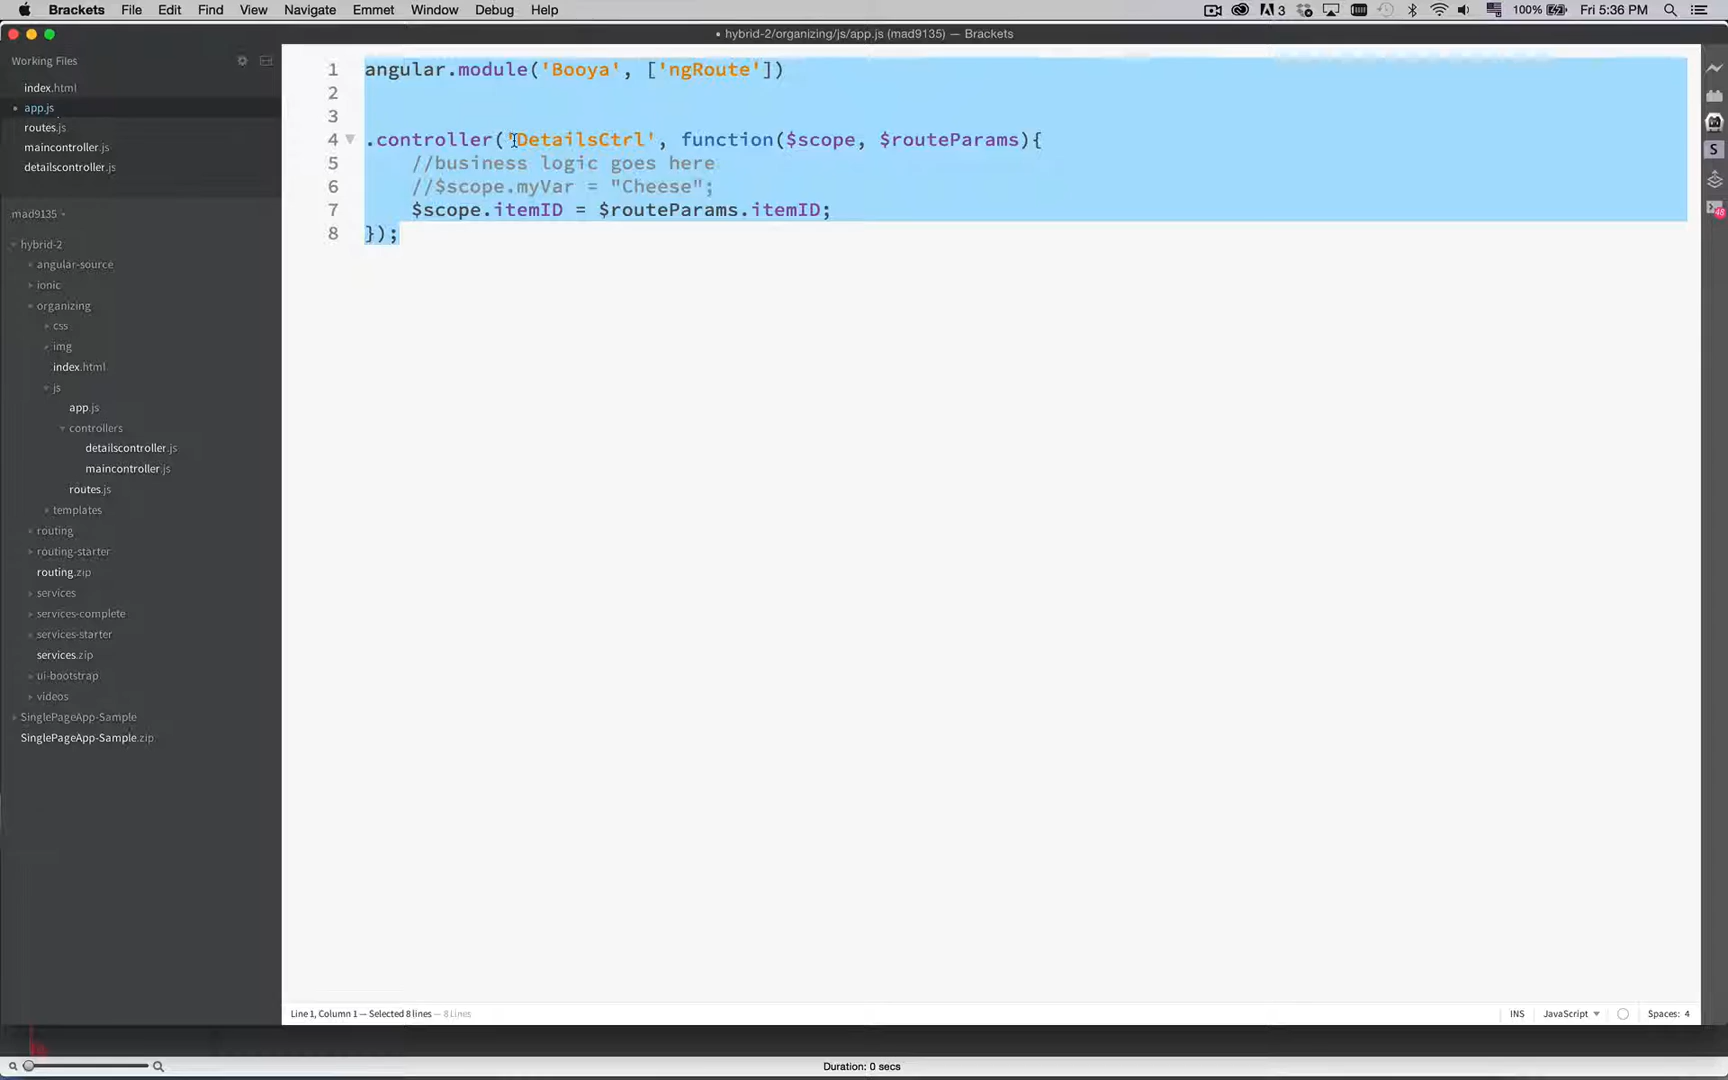 Brackets File Edit Find View Navigate Emmet Window Debug Help 3 100% Fri 5:36 PM
• hybrid-2/organizing/js/app.js (mad9135) — Brackets
Working Files
index.html
app.js
routes.js
maincontroller.js
detailscontroller.js
mad9135
hybrid-2
angular-source
ionic
organizing
css
img
index.html
js
app.js
controllers
detailscontroller.js
maincontroller.js
routes.js
templates
routing
routing-starter
routing.zip
services
services-complete
services-starter
services.zip
ui-bootstrap
videos
SinglePageApp-Sample
SinglePageApp-Sample.zip
1 angular.module('Booya', ['ngRoute'])
2
3
4 .controller('DetailsCtrl', function($scope, $routeParams){
5 //business logic goes here
6 //$scope.myVar = "Cheese";
7 $scope.itemID = $routeParams.itemID;
8 });
S
48
Line 1, Column 1 — Selected 8 lines — 8 Lines INS JavaScript Spaces: 4
Duration: 0 secs